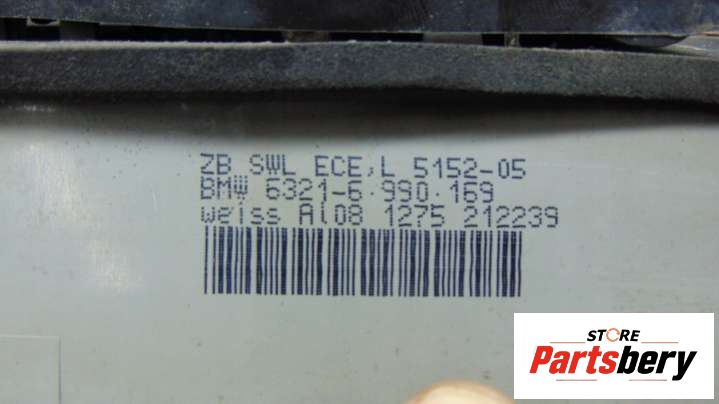 ZB SWL ECE,L 5152-05
BMW 6321-6.990.169
weiss Al08 1275 212239
STORE
Partsbery